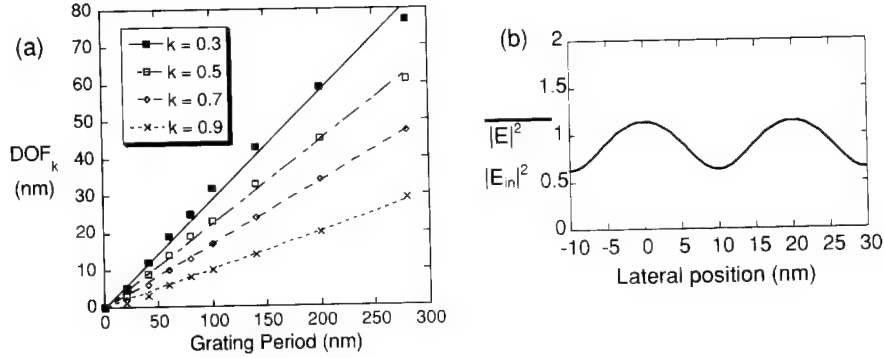 (a)
80
70
60
50
40
30
20
10
0
DOFk
(nm)
k = 0.3
k = 0.5
k = 0.7
k = 0.9
0 50 100 150 200 250 300
Grating Period (nm)
(b)
2
1.5
1
0.5
0
|E|²
|Ein|²
-10 -5 0 5 10 15 20 25 30
Lateral position (nm)